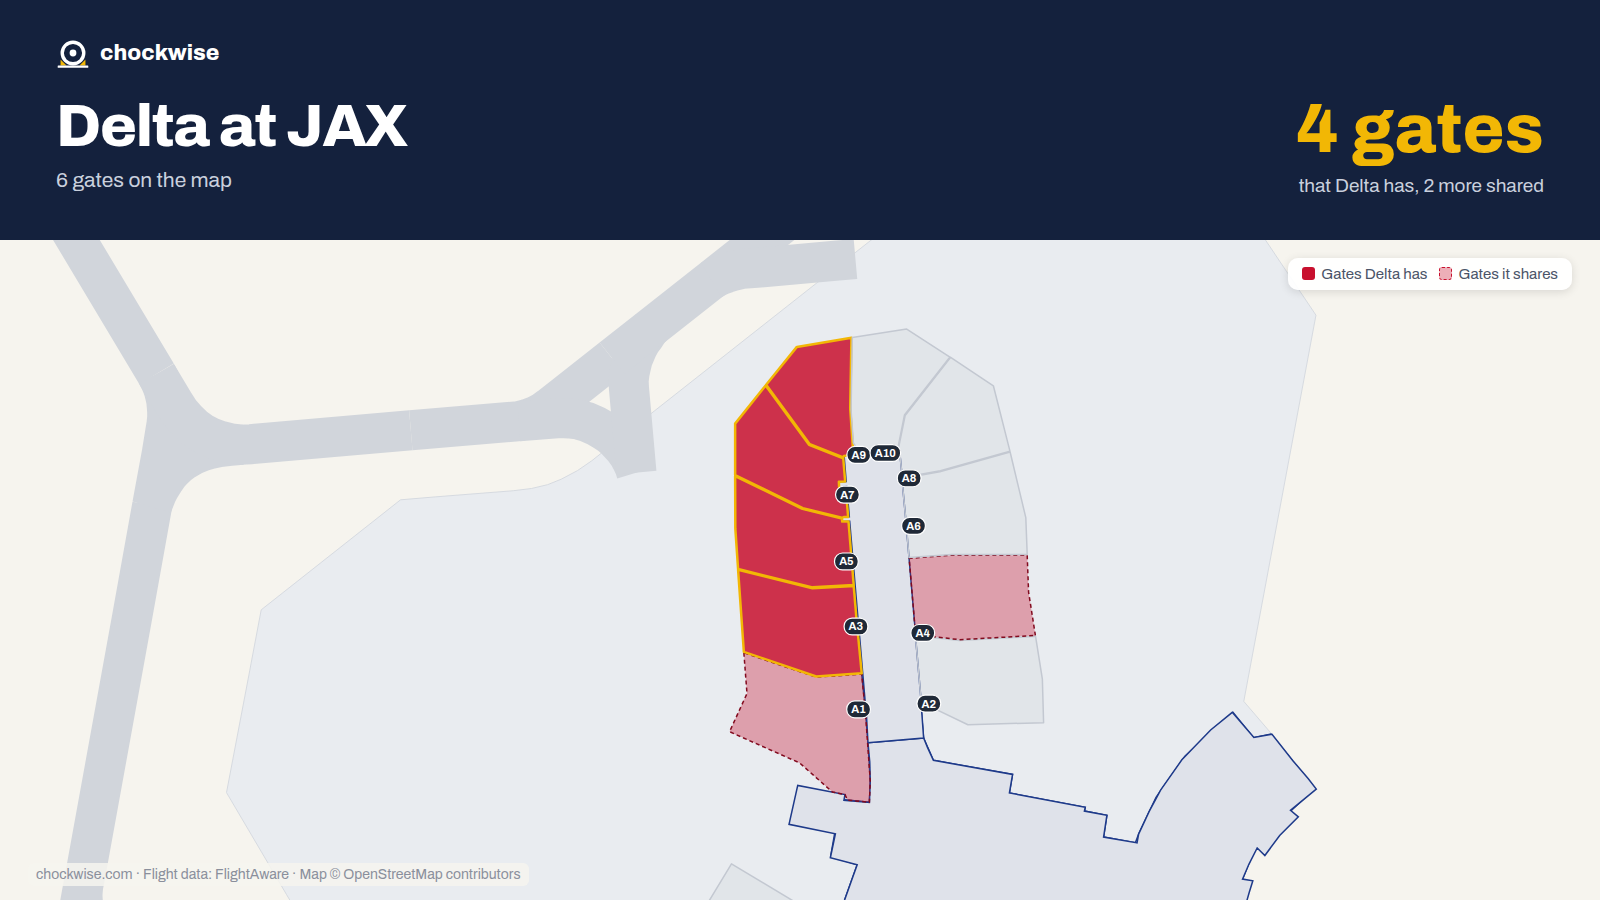 chockwise
Delta at JAX
6 gates on the map
4 gates
that Delta has, 2 more shared
Gates Delta has
Gates it shares
A9
A10
A8
A7
A6
A5
A3
A4
A1
A2
chockwise.com · Flight data: FlightAware · Map © OpenStreetMap contributors